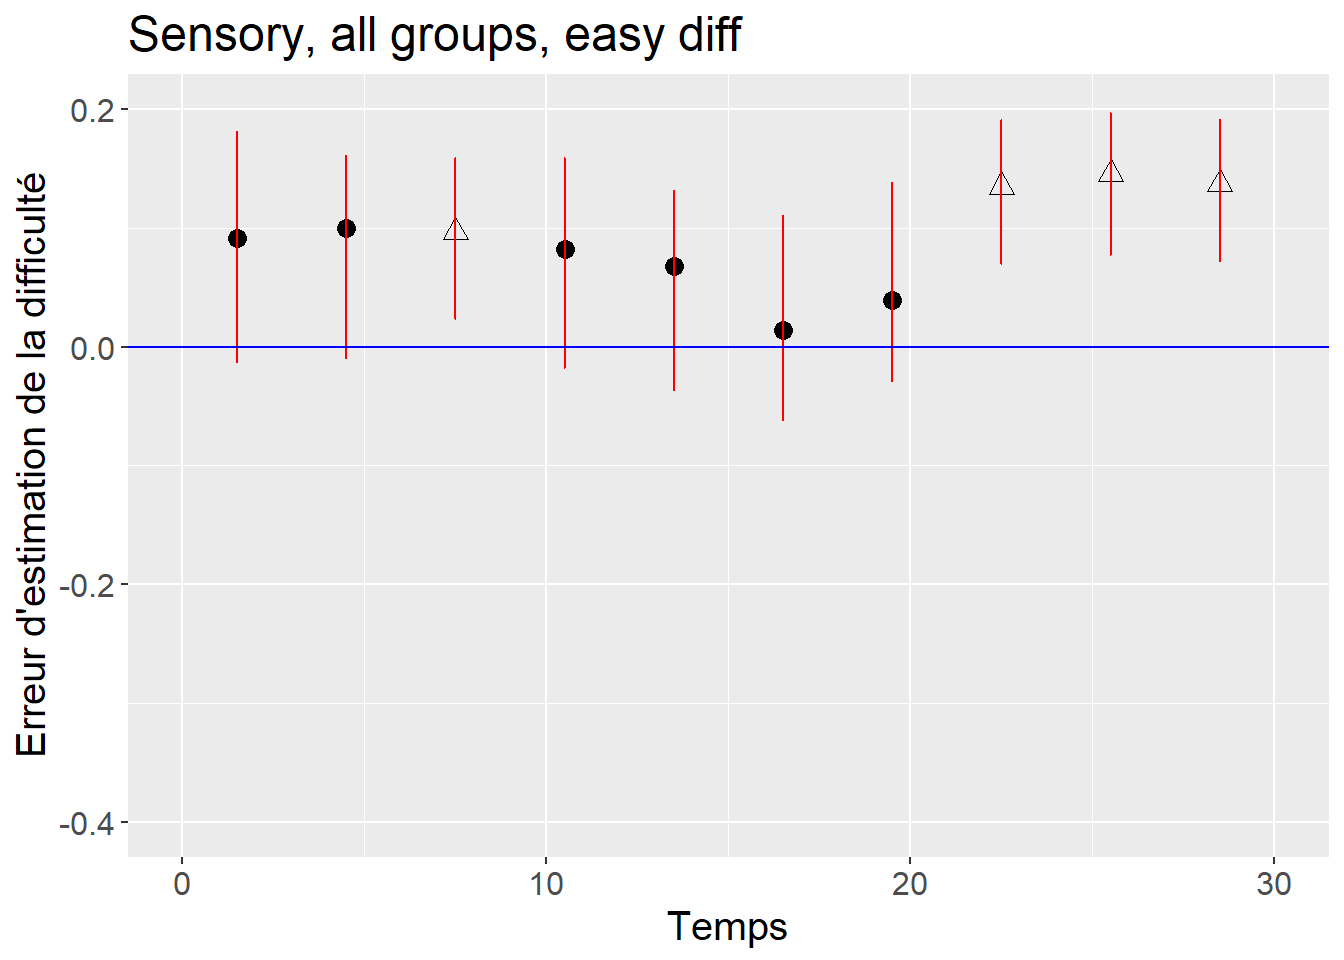 Sensory, all groups, easy diff
Erreur d'estimation de la difficulté
0.2
0.0
-0.2
-0.4
0
10
20
30
Temps